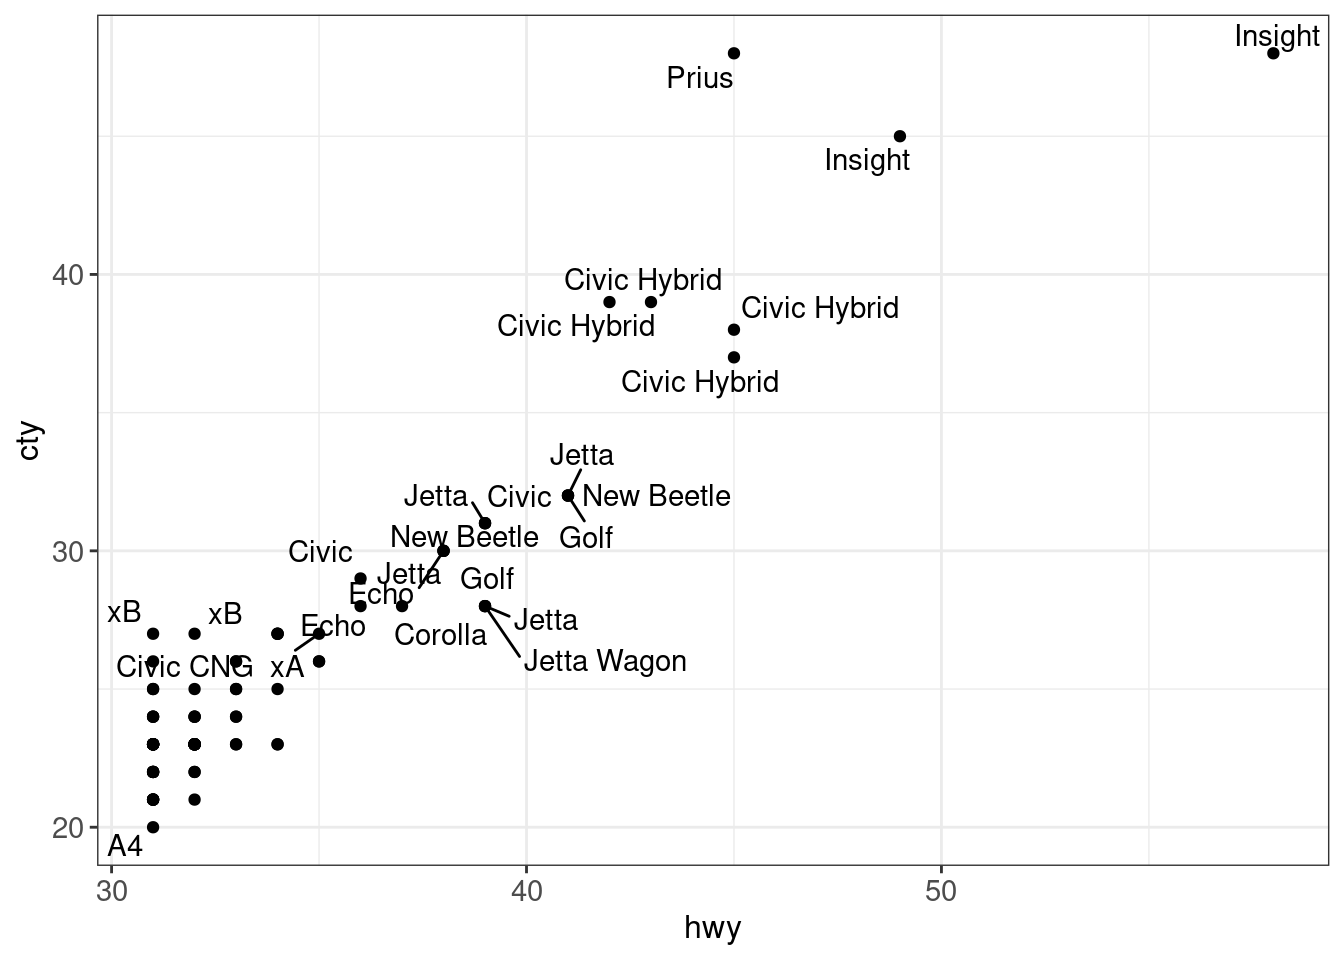 Insight
Prius
Insight
40
Civic Hybrid
Civic Hybrid
Civic Hybrid
Civic Hybrid
cty
Jetta
Jetta
Civic
New Beetle
New Beetle
Golf
30
Civic
Jetta
Golf
Echo
xB
xB
Echo
Corolla
Jetta
Civic CNG
xA
Jetta Wagon
20
A4
30
40
50
hwy